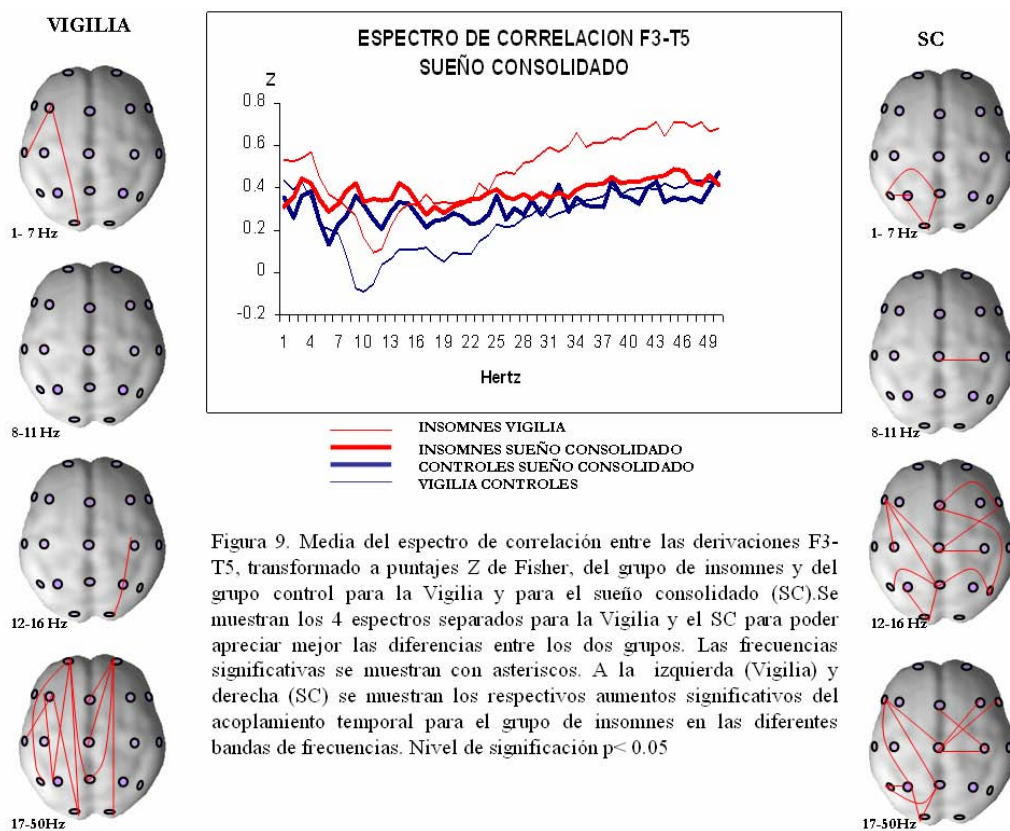 VIGILIA
1- 7 Hz
8-11 Hz
12-16 Hz
17-50Hz
ESPECTRO DE CORRELACION F3-T5
SUEÑO CONSOLIDADO
Z
0.8
0.6
0.4
0.2
0
-0.2
1 4 7 10 13 16 19 22 25 28 31 34 37 40 43 46 49
Hertz
INSOMNES VIGILIA
INSOMNES SUEÑO CONSOLIDADO
CONTROLES SUEÑO CONSOLIDADO
VIGILIA CONTROLES
Figura 9. Media del espectro de correlación entre las derivaciones F3-
T5, transformado a puntajes Z de Fisher, del grupo de insomnes y del
grupo control para la Vigilia y para el sueño consolidado (SC).Se
muestran los 4 espectros separados para la Vigilia y el SC para poder
apreciar mejor las diferencias entre los dos grupos. Las frecuencias
significativas se muestran con asteriscos. A la izquierda (Vigilia) y
derecha (SC) se muestran los respectivos aumentos significativos del
acoplamiento temporal para el grupo de insomnes en las diferentes
bandas de frecuencias. Nivel de significación p< 0.05
SC
1- 7 Hz
8-11 Hz
12-16 Hz
17-50Hz